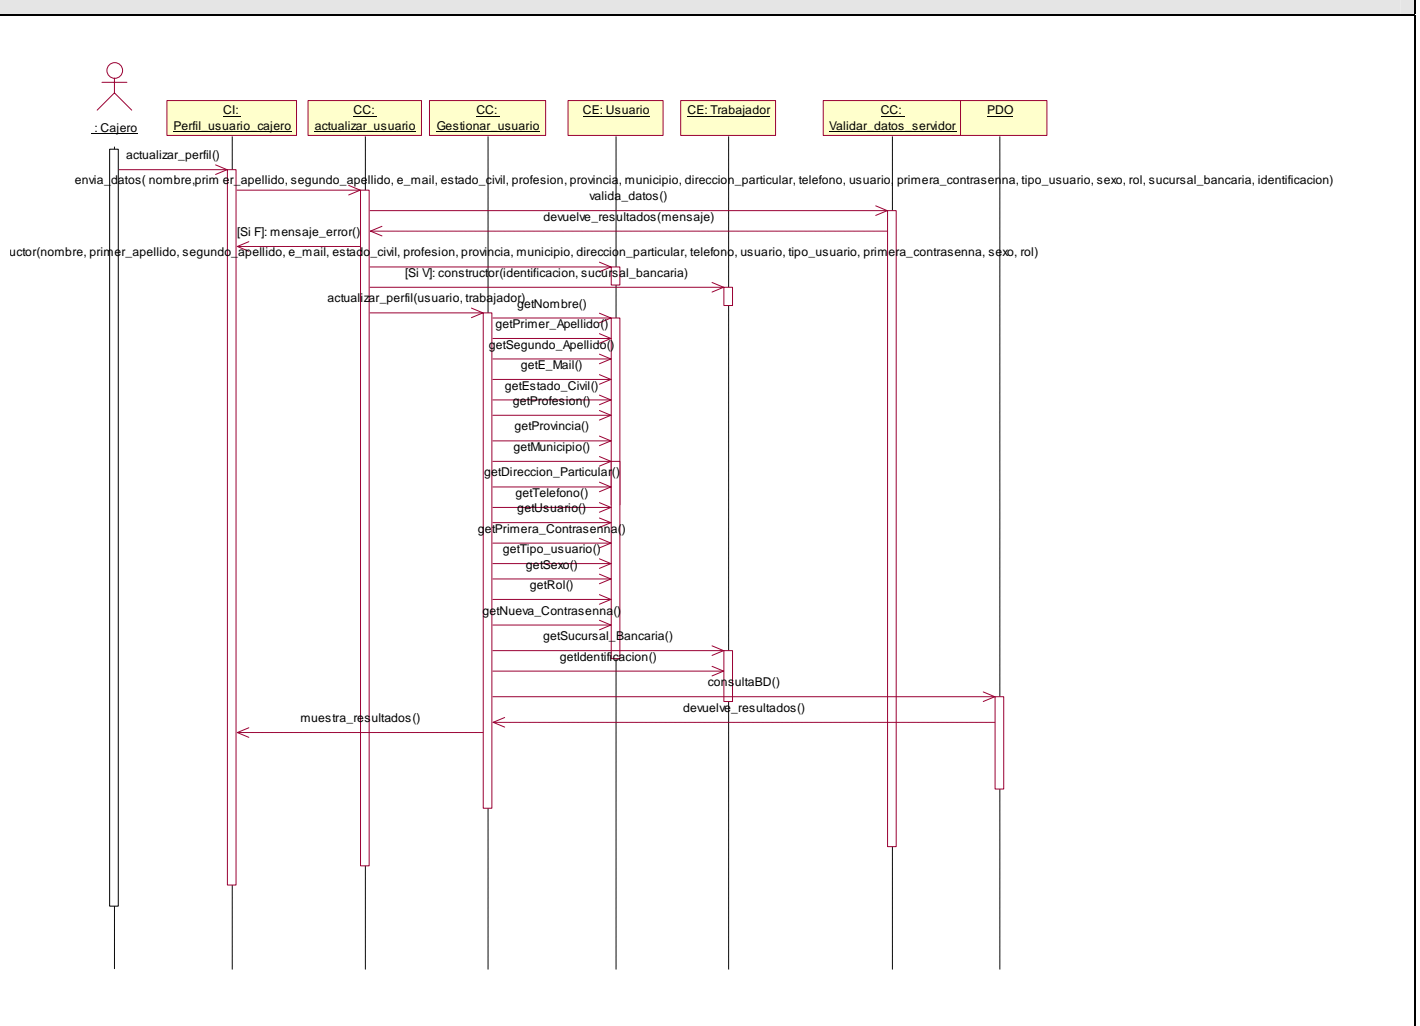 : Cajero
CI:
Perfil_usuario_cajero
CC:
actualizar_usuario
CC:
Gestionar_usuario
CE: Usuario
CE: Trabajador
CC:
Validar_datos_servidor
PDO
actualizar_perfil()
envia_datos( nombre,prim er_apellido, segundo_apellido, e_mail, estado_civil, profesion, provincia, municipio, direccion_particular, telefono, usuario, primera_contrasenna, tipo_usuario, sexo, rol, sucursal_bancaria, identificacion)
valida_datos()
devuelve_resultados(mensaje)
[Si F]: mensaje_error()
uctor(nombre, primer_apellido, segundo_apellido, e_mail, estado_civil, profesion, provincia, municipio, direccion_particular, telefono, usuario, tipo_usuario, primera_contrasenna, sexo, rol)
[Si V]: constructor(identificacion, sucursal_bancaria)
actualizar_perfil(usuario, trabajador)
getNombre()
getPrimer_Apellido()
getSegundo_Apellido()
getE_Mail()
getEstado_Civil()
getProfesion()
getProvincia()
getMunicipio()
getDireccion_Particular()
getTelefono()
getUsuario()
getPrimera_Contrasenna()
getTipo_usuario()
getSexo()
getRol()
getNueva_Contrasenna()
getSucursal_Bancaria()
getIdentificacion()
consultaBD()
devuelve_resultados()
muestra_resultados()